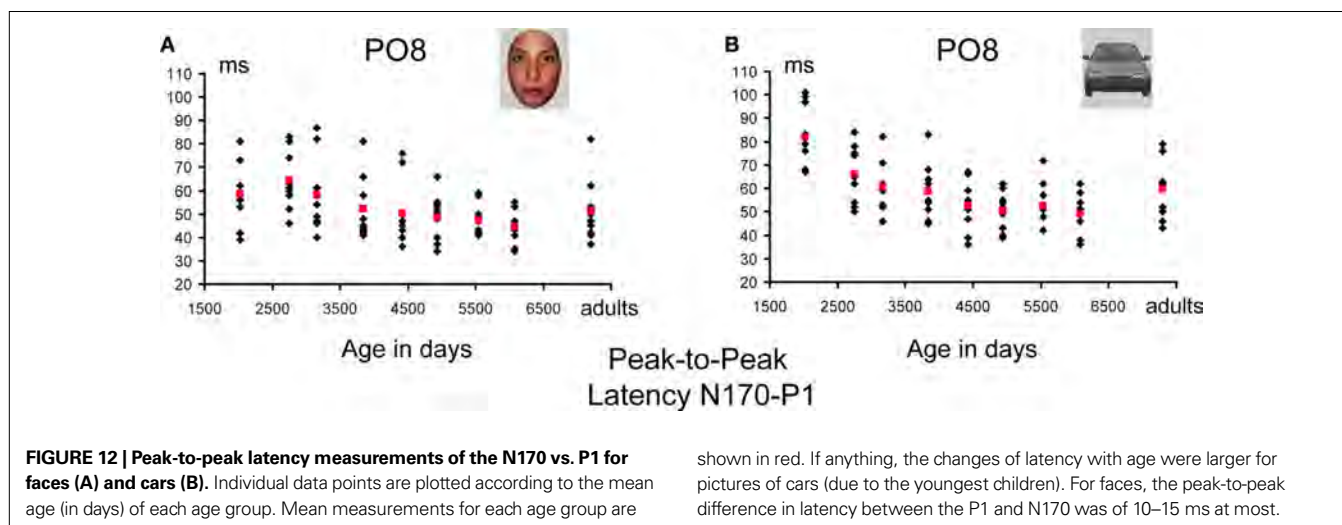 A
PO8
ms
110
100
90
80
70
60
50
40
30
20
1500 2500 3500 4500 5500 6500 adults
Age in days
B
PO8
ms
110
100
90
80
70
60
50
40
30
20
1500 2500 3500 4500 5500 6500 adults
Age in days
Peak-to-Peak
Latency N170-P1
FIGURE 12 | Peak-to-peak latency measurements of the N170 vs. P1 for
faces (A) and cars (B). Individual data points are plotted according to the mean
age (in days) of each age group. Mean measurements for each age group are
shown in red. If anything, the changes of latency with age were larger for
pictures of cars (due to the youngest children). For faces, the peak-to-peak
difference in latency between the P1 and N170 was of 10–15 ms at most.